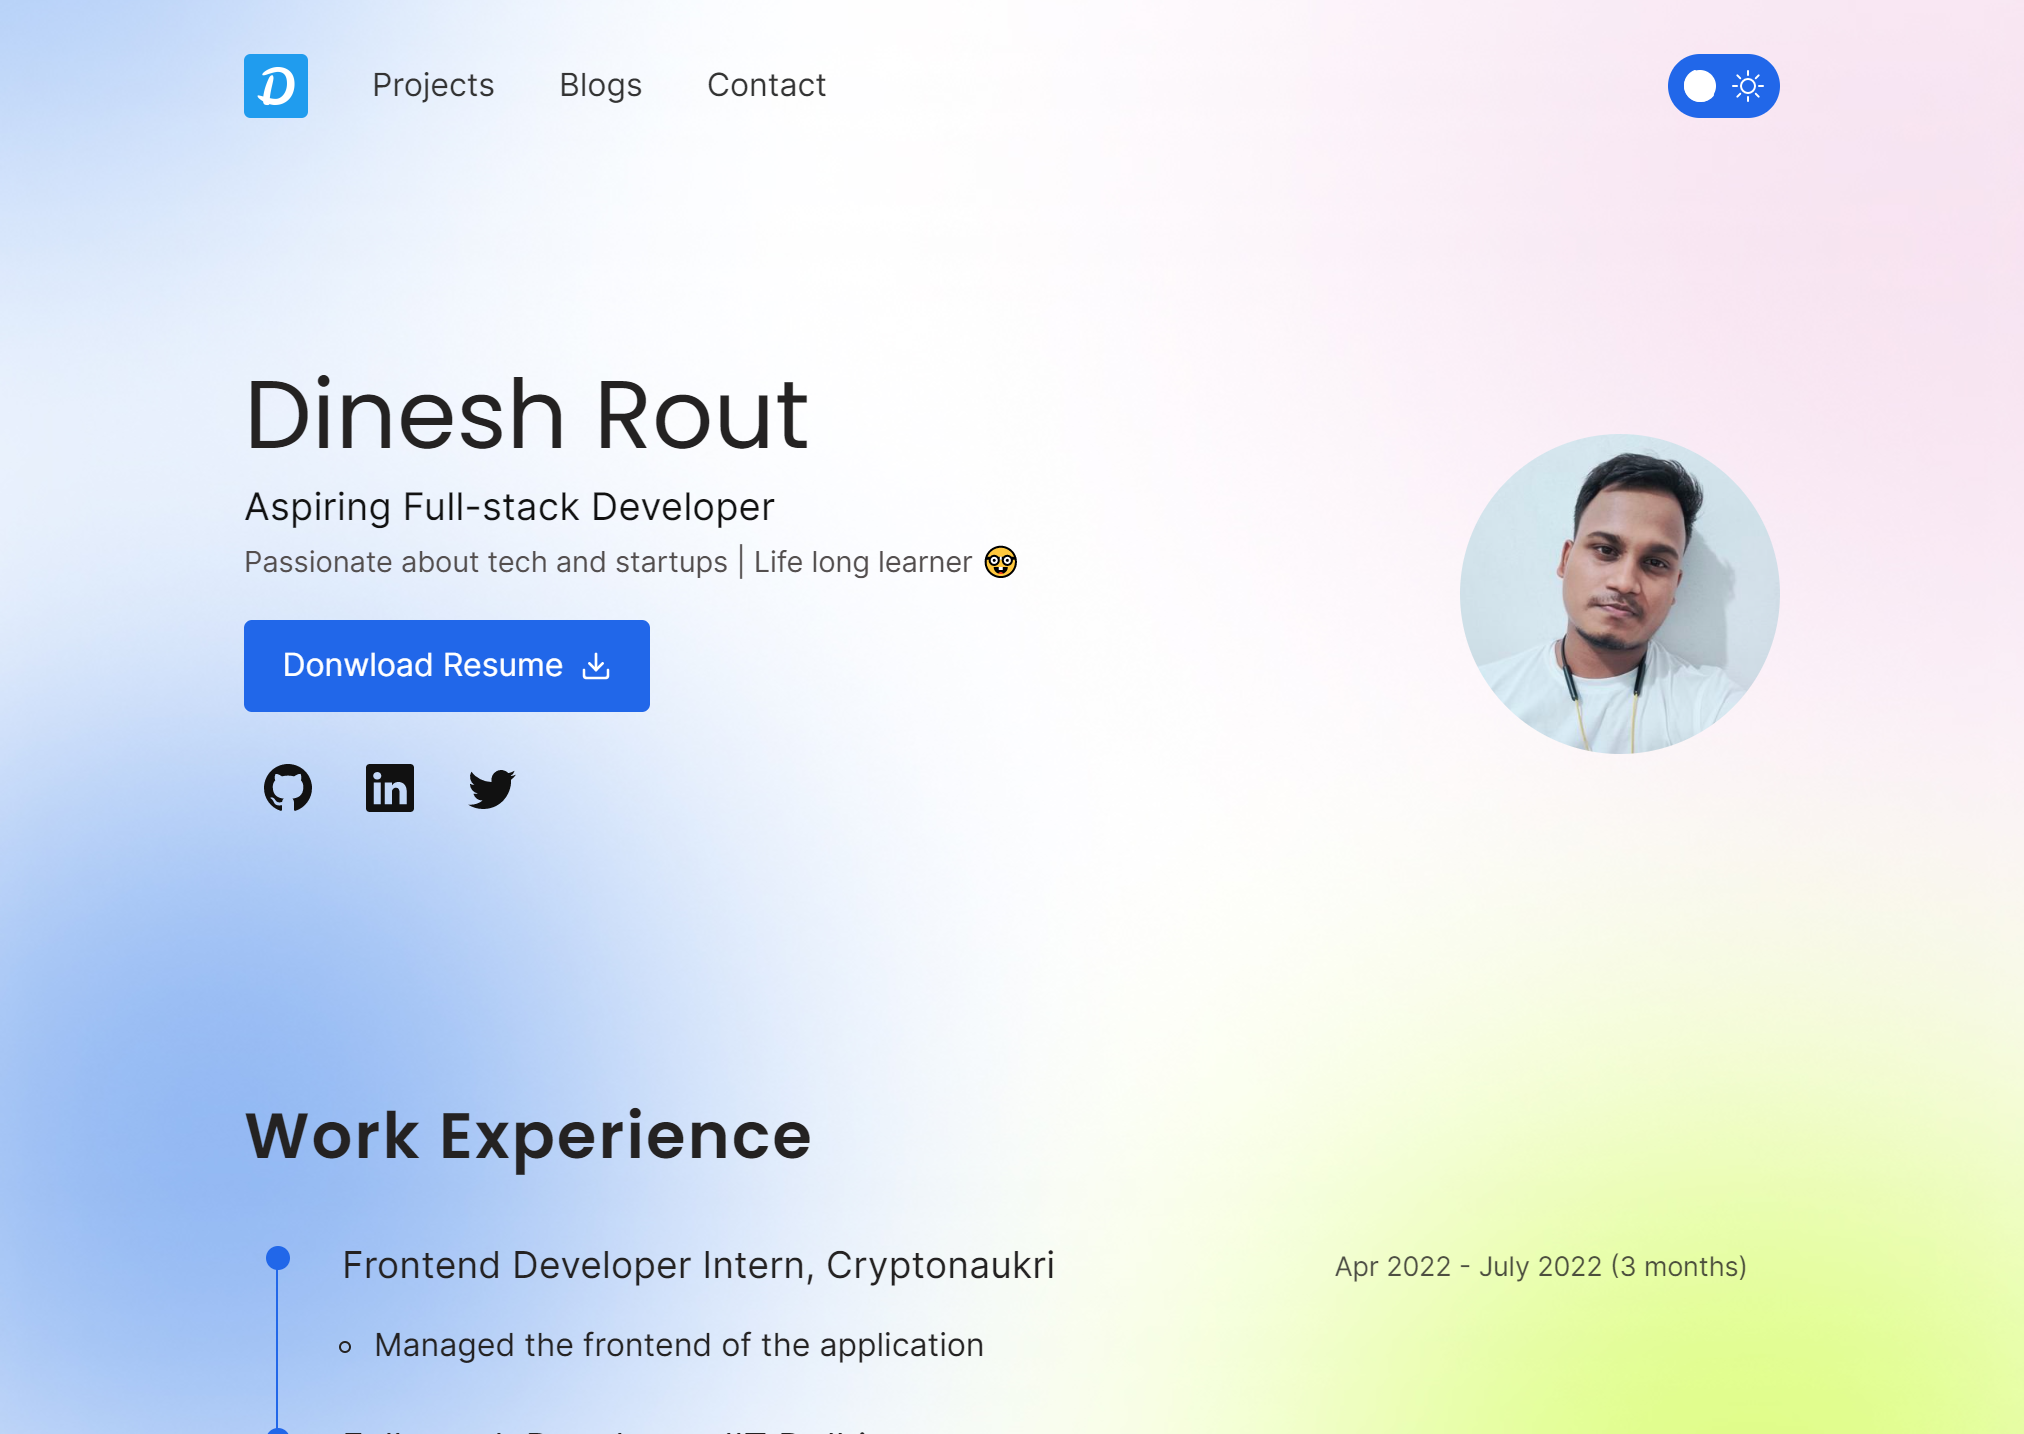 D
Projects Blogs Contact
Dinesh Rout
Aspiring Full-stack Developer
Passionate about tech and startups | Life long learner 🤓
Donwload Resume
in
Work Experience
Frontend Developer Intern, Cryptonaukri
Apr 2022 - July 2022 (3 months)
Managed the frontend of the application